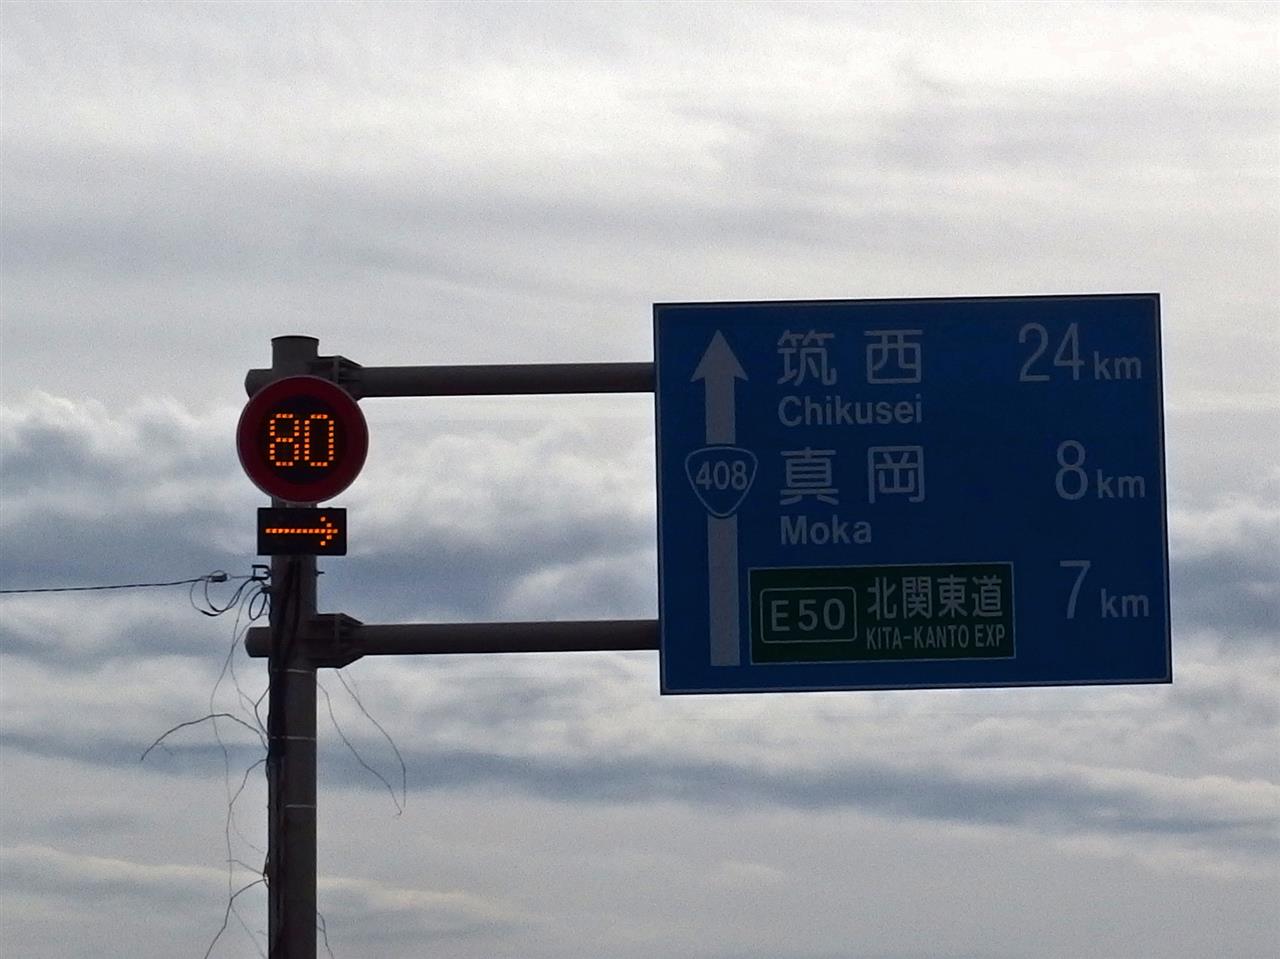 80
筑西 24km
Chikusei
408
真岡 8km
Moka
E50 北関東道 7km
KITA-KANTO EXP